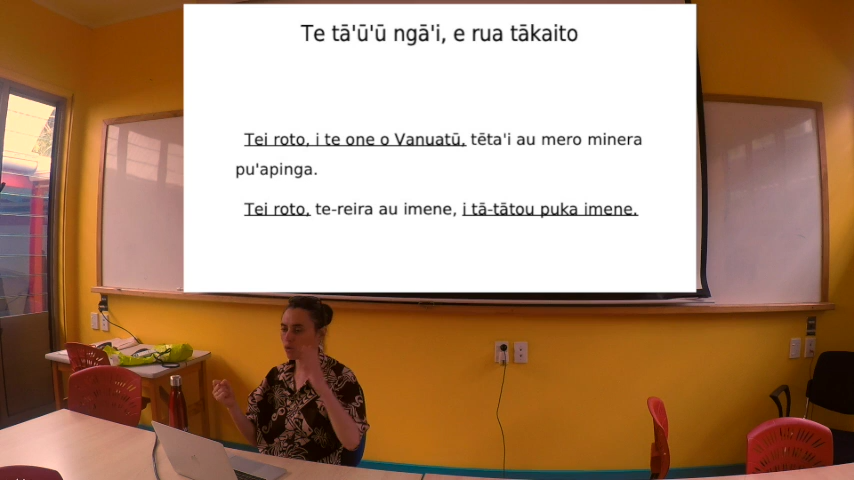 Te tā'ū'ū ngā'i, e rua tākaito
Tei roto, i te one o Vanuatū, tēta'i au mero minera
pu'apinga.
Tei roto, te-reira au imene, i tā-tātou puka imene.